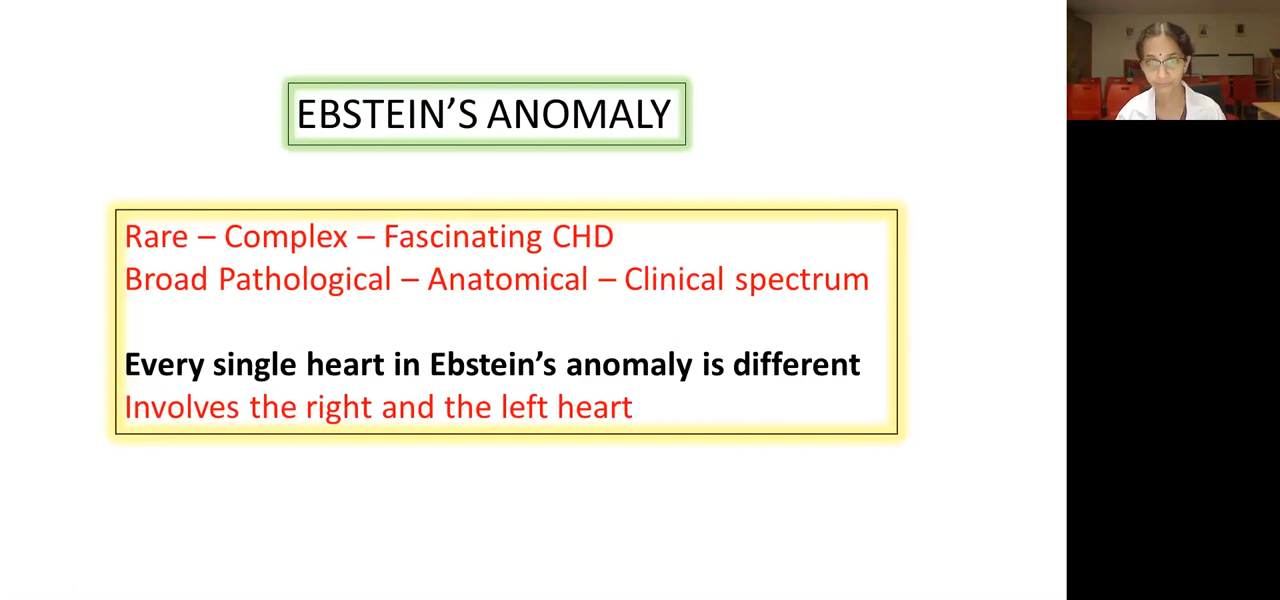 EBSTEIN’S ANOMALY
Rare – Complex – Fascinating CHD
Broad Pathological – Anatomical – Clinical spectrum
Every single heart in Ebstein’s anomaly is different
Involves the right and the left heart